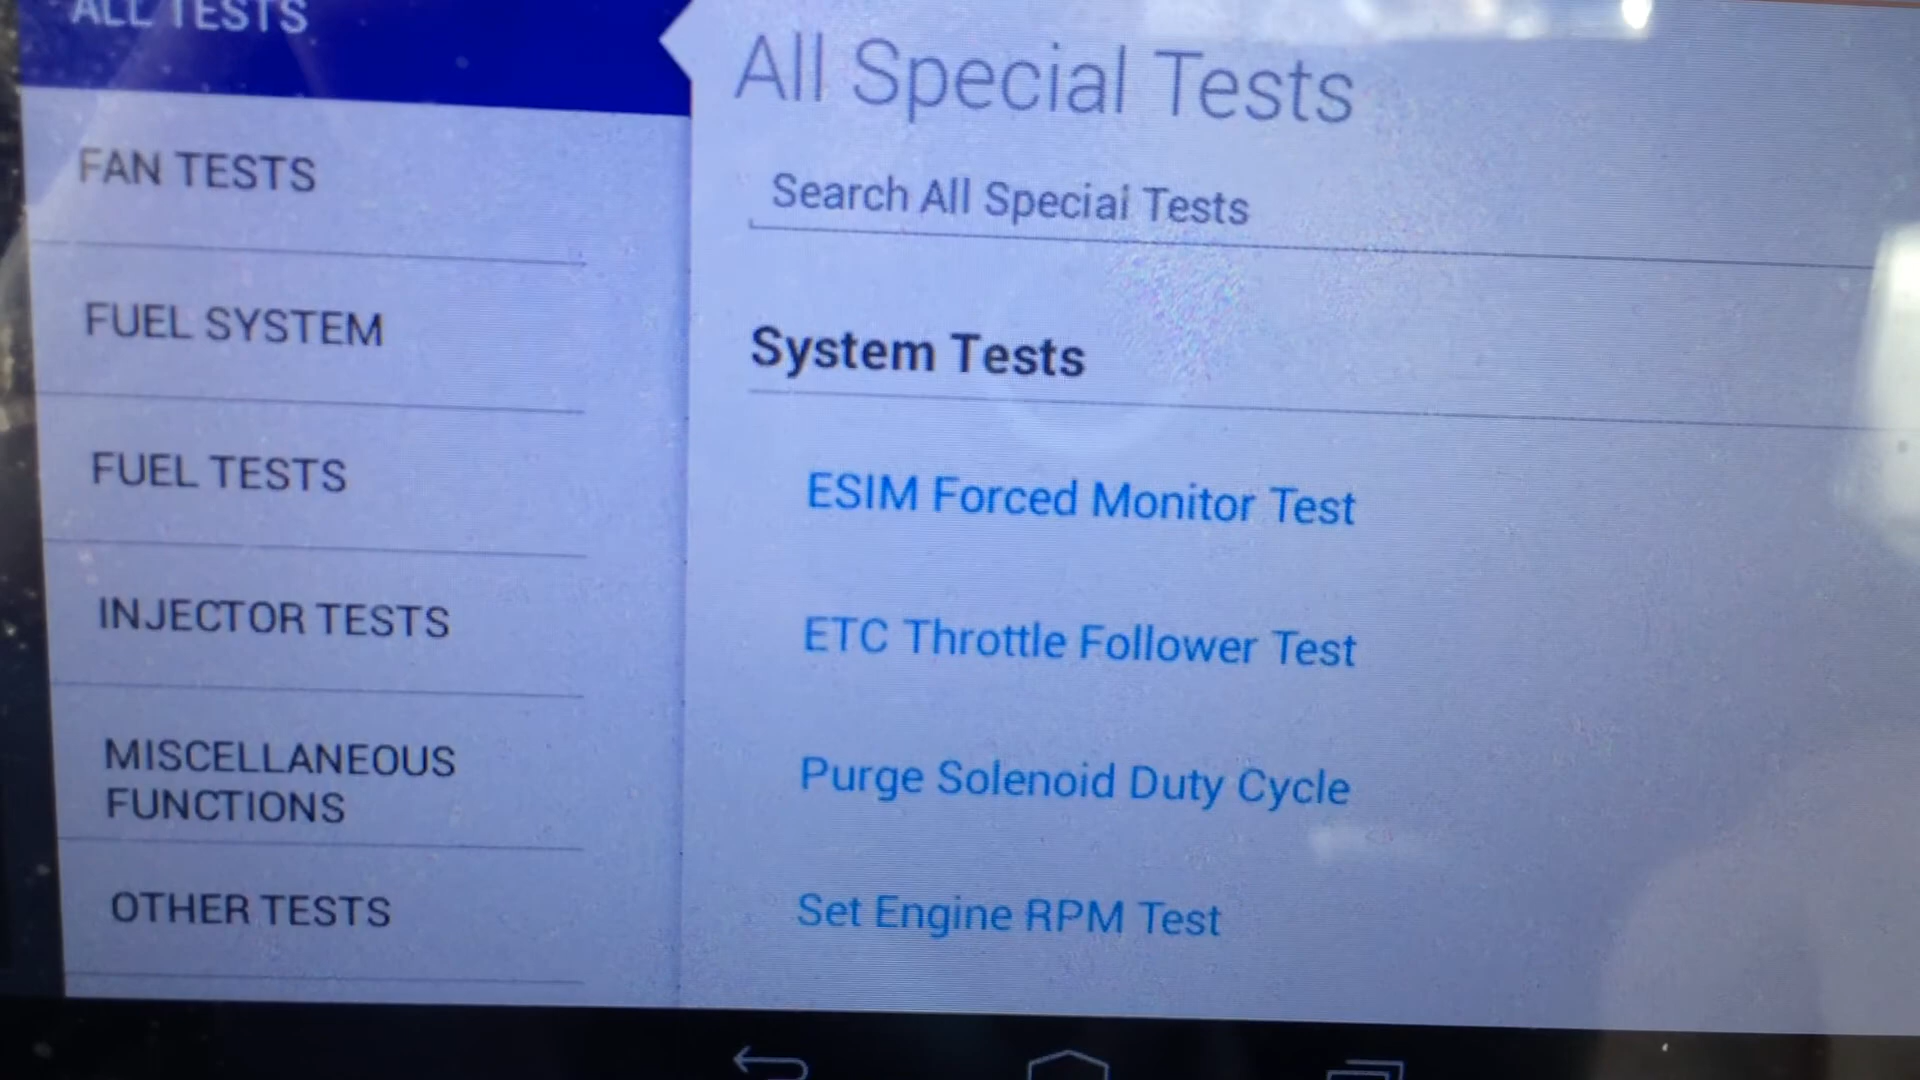 ALL TESTS
FAN TESTS
FUEL SYSTEM
FUEL TESTS
INJECTOR TESTS
MISCELLANEOUS
FUNCTIONS
OTHER TESTS
All Special Tests
Search All Special Tests
System Tests
ESIM Forced Monitor Test
ETC Throttle Follower Test
Purge Solenoid Duty Cycle
Set Engine RPM Test